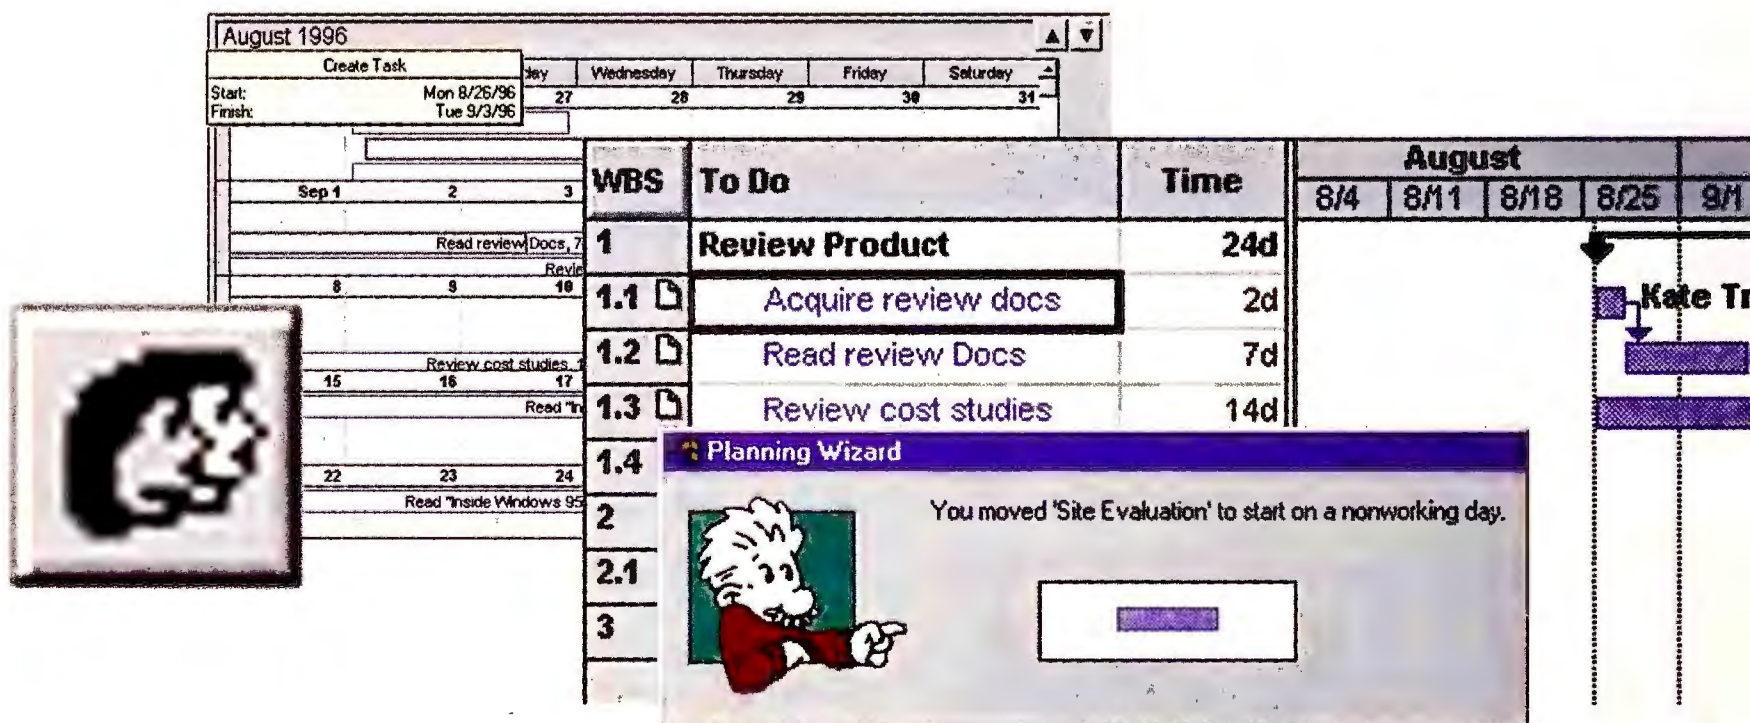 August 1996
Create Task
Start: Mon 8/26/96
Finish: Tue 9/3/96
day Wednesday Thursday Friday Saturday
27 28 29 30 31
Sep 1 2 3
Read review Docs, 7
Revie
8 9 10
Review cost studies, 1
15 16 17
Read "In
22 23 24
Read "Inside Windows 95
WBS To Do Time
August
8/4 8/11 8/18 8/25 9/1
1 Review Product 24d
1.1 Acquire review docs 2d
Kate Tr
1.2 Read review Docs 7d
1.3 Review cost studies 14d
1.4
2
2.1
3
Planning Wizard
You moved 'Site Evaluation' to start on a nonworking day.